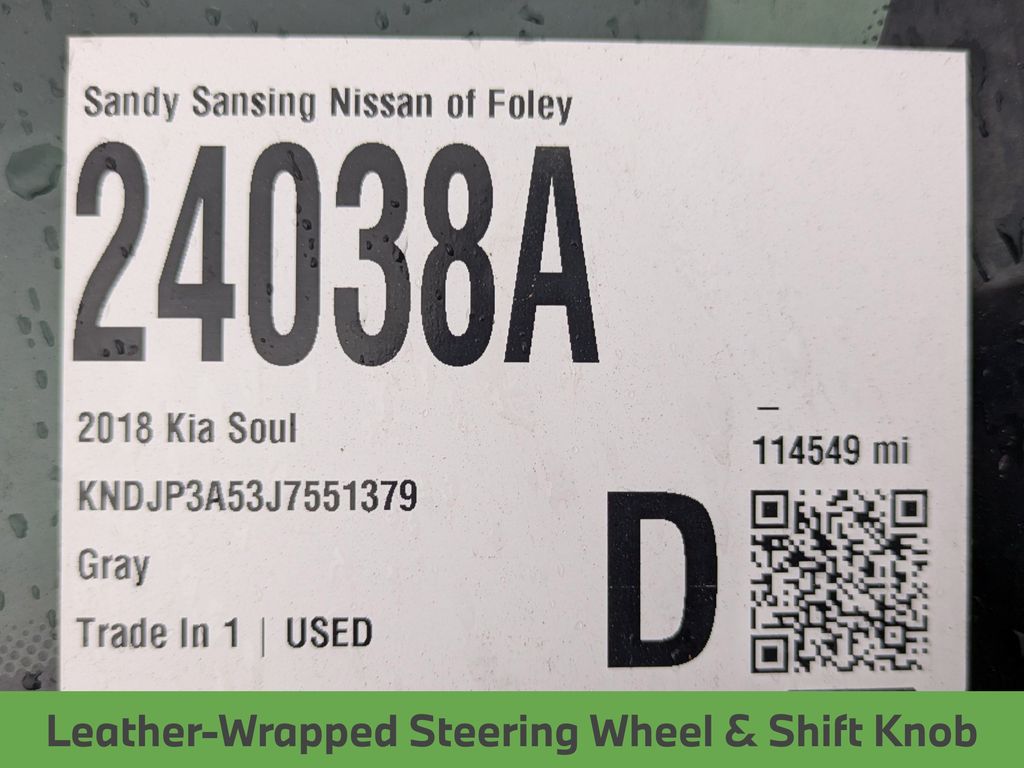 Sandy Sansing Nissan of Foley
24038A
2018 Kia Soul
–
114549 mi
KNDJP3A53J7551379
Gray
D
Trade In 1 | USED
Leather-Wrapped Steering Wheel & Shift Knob